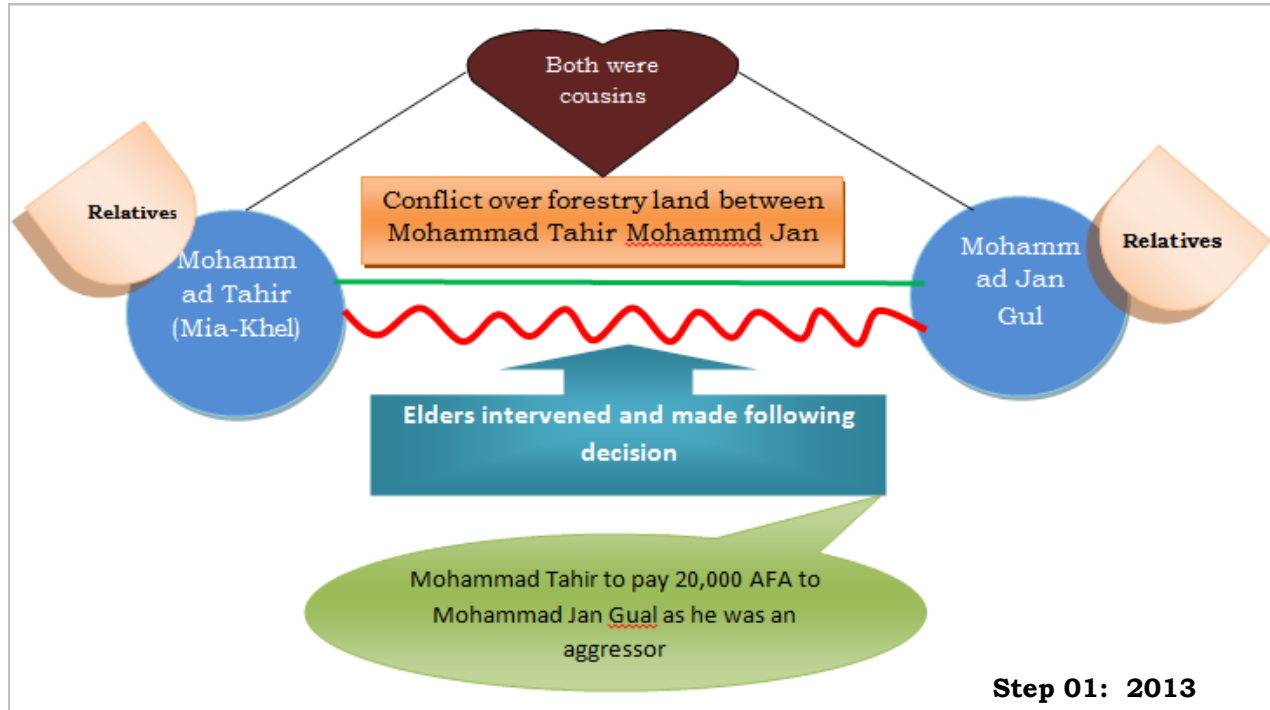 Both were
cousins
Relatives
Conflict over forestry land between
Mohammad Tahir Mohammd Jan
Relatives
Mohamm
ad Tahir
(Mia-Khel)
Mohamm
ad Jan
Gul
Elders intervened and made following
decision
Mohammad Tahir to pay 20,000 AFA to
Mohammad Jan Gual as he was an
aggressor
Step 01:  2013